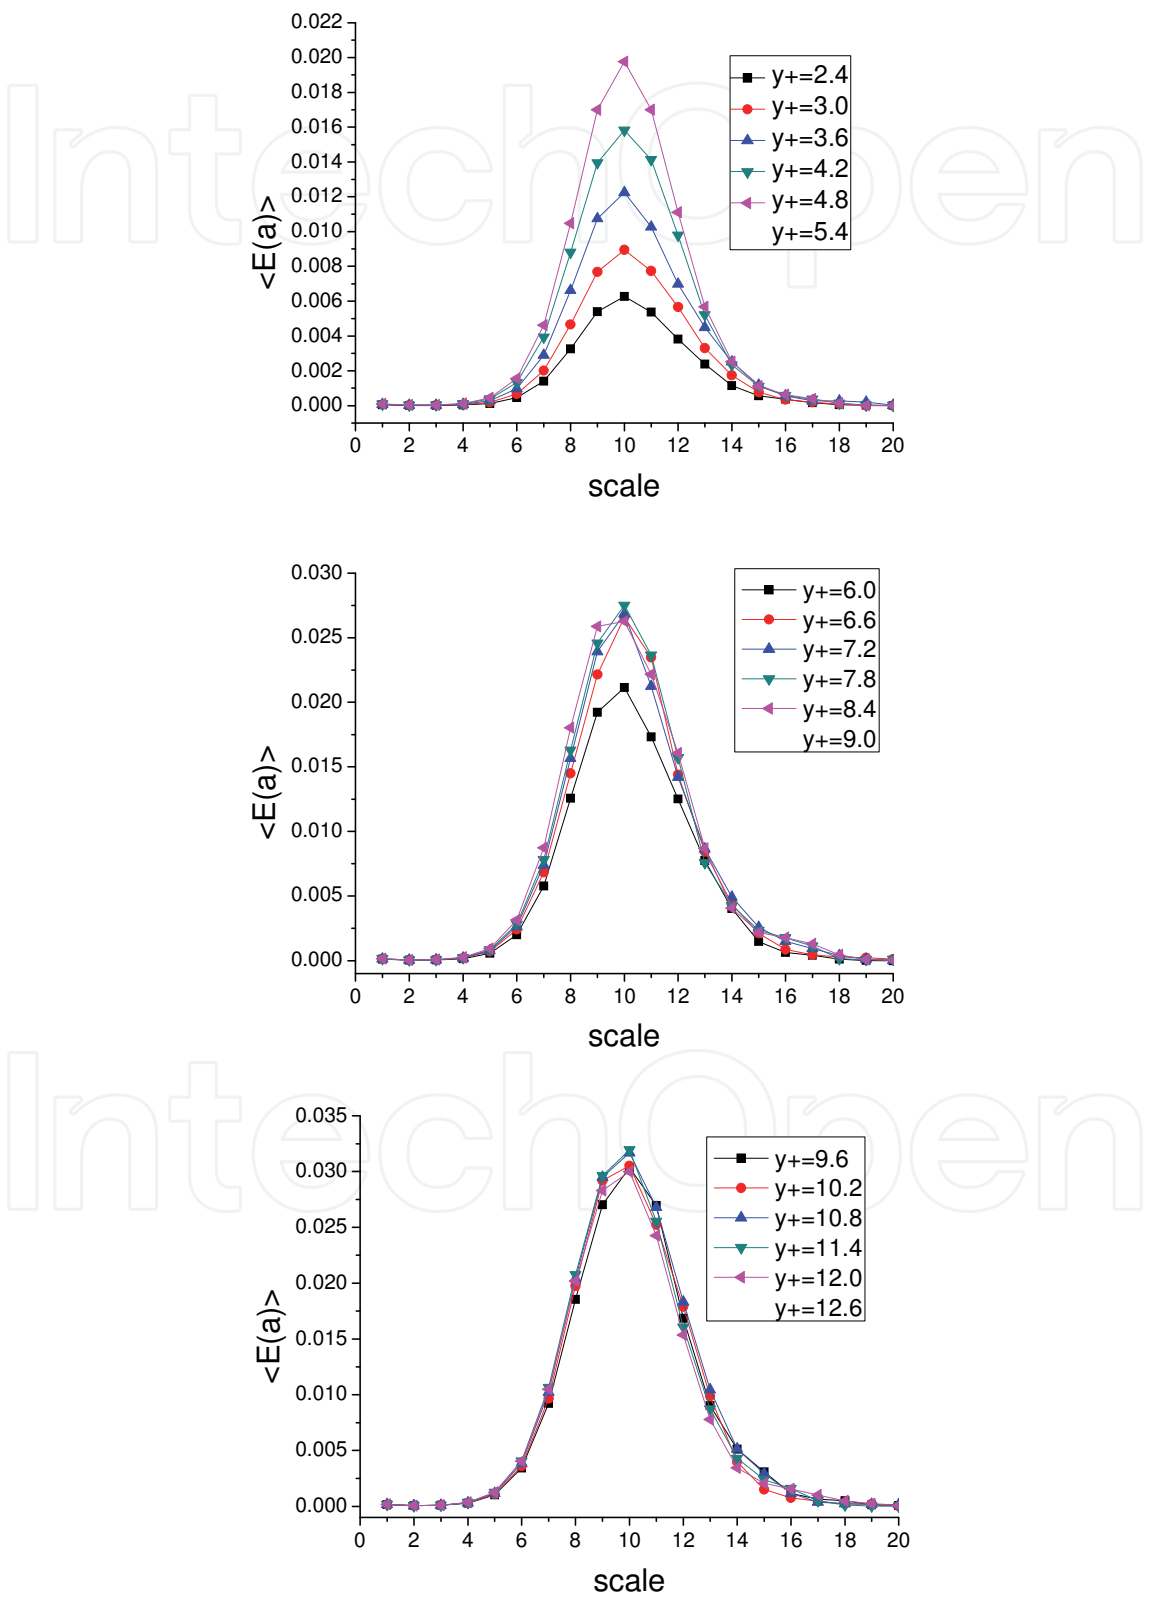 0.022
0.020
0.018
0.016
0.014
0.012
0.010
0.008
0.006
0.004
0.002
0.000
<E(a)>
0 2 4 6 8 10 12 14 16 18 20
scale
y+=2.4
y+=3.0
y+=3.6
y+=4.2
y+=4.8
y+=5.4
IntechOpen
0.030
0.025
0.020
0.015
0.010
0.005
0.000
<E(a)>
0 2 4 6 8 10 12 14 16 18 20
scale
y+=6.0
y+=6.6
y+=7.2
y+=7.8
y+=8.4
y+=9.0
IntechOpen
0.035
0.030
0.025
0.020
0.015
0.010
0.005
0.000
<E(a)>
0 2 4 6 8 10 12 14 16 18 20
scale
y+=9.6
y+=10.2
y+=10.8
y+=11.4
y+=12.0
y+=12.6